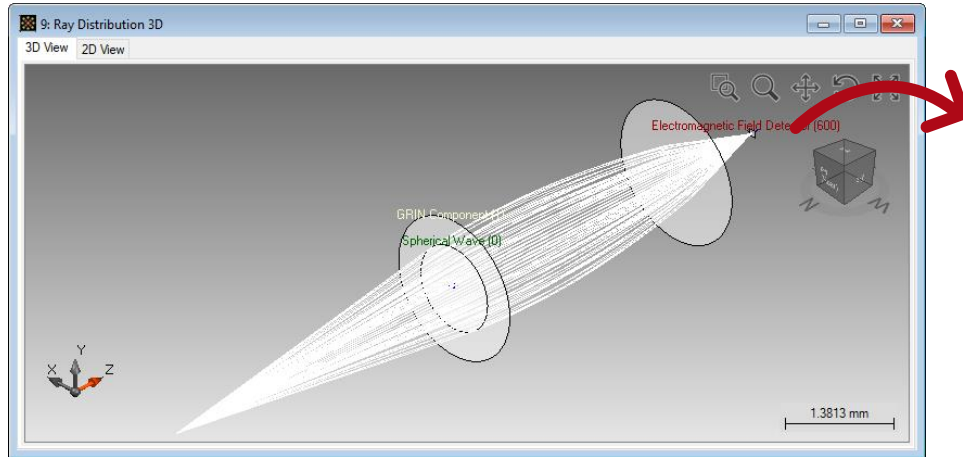 9: Ray Distribution 3D
3D View 2D View
Electromagnetic Field Detector (600)
GRIN Component (1)
Spherical Wave (0)
Y
X Z
1.3813 mm